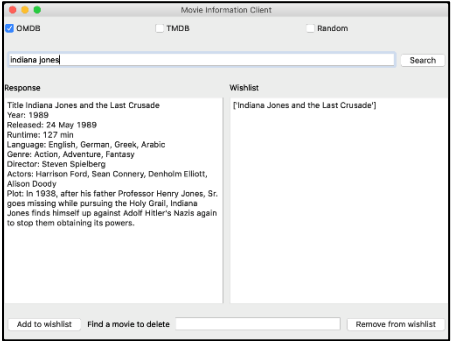 Movie Information Client
OMDB TMDB Random
indiana jones Search
Response Wishlist
Title Indiana Jones and the Last Crusade
Year: 1989
Released: 24 May 1989
Runtime: 127 min
Language: English, German, Greek, Arabic
Genre: Action, Adventure, Fantasy
Director: Steven Spielberg
Actors: Harrison Ford, Sean Connery, Denholm Elliott,
Alison Doody
Plot: In 1938, after his father Professor Henry Jones, Sr.
goes missing while pursuing the Holy Grail, Indiana
Jones finds himself up against Adolf Hitler's Nazis again
to stop them obtaining its powers.
['Indiana Jones and the Last Crusade']
Add to wishlist Find a movie to delete Remove from wishlist